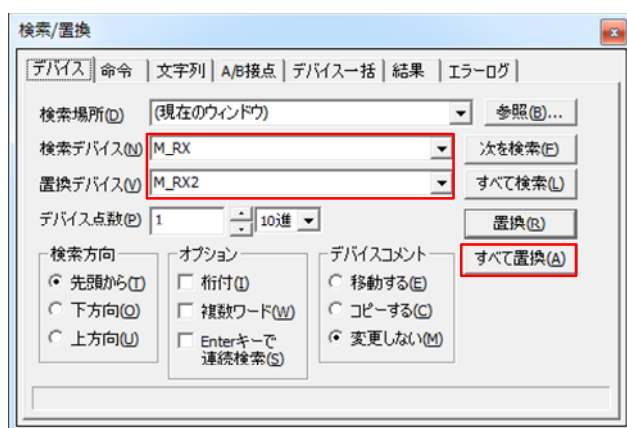 検索/置換
デバイス 命令 文字列 A/B接点 デバイス一括 結果 エラーログ
検索場所(D) (現在のウィンドウ) 参照(B)...
検索デバイス(N) M_RX 次を検索(F)
置換デバイス(V) M_RX2 すべて検索(L)
デバイス点数(P) 1 10進 置換(R)
検索方向 オプション デバイスコメント すべて置換(A)
先頭から(T) 桁付(I) 移動する(E)
下方向(O) 複数ワード(W) コピーする(C)
上方向(U) Enterキーで 変更しない(M)
連続検索(S)